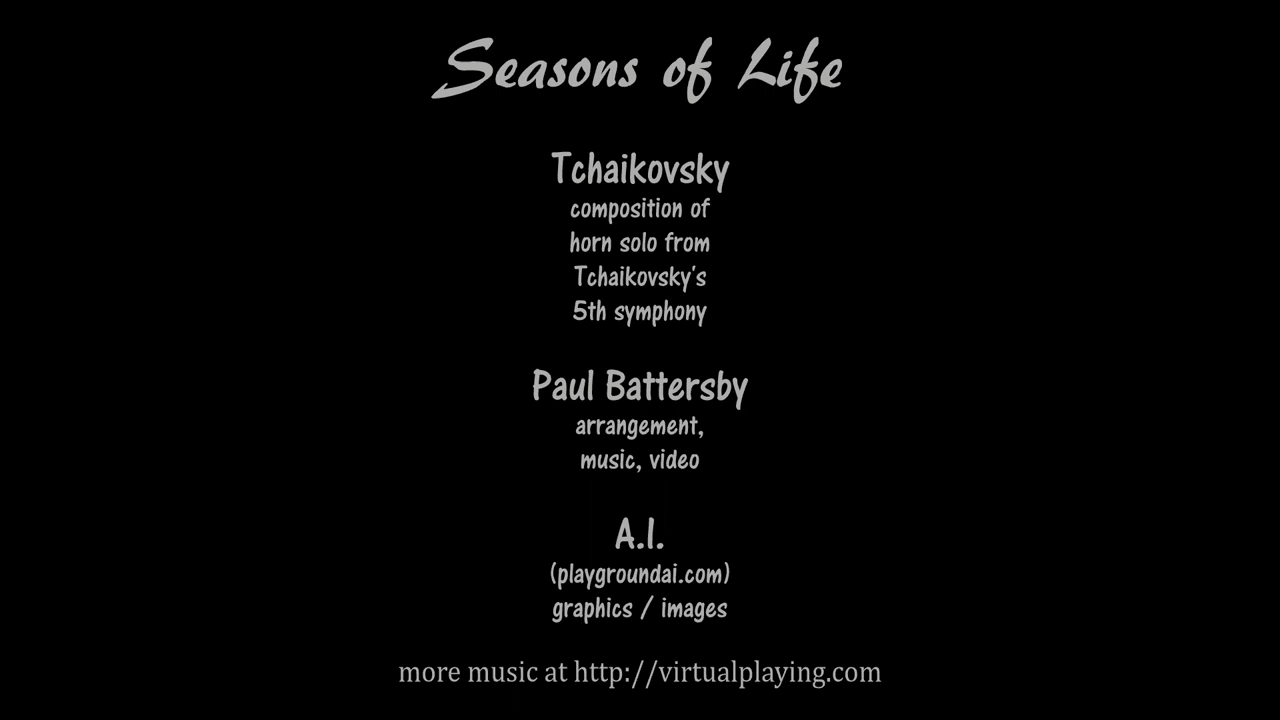 Seasons of Life
Tchaikovsky
composition of
horn solo from
Tchaikovsky's
5th symphony
Paul Battersby
arrangement,
music, video
A.I.
(playgroundai.com)
graphics / images
more music at http://virtualplaying.com